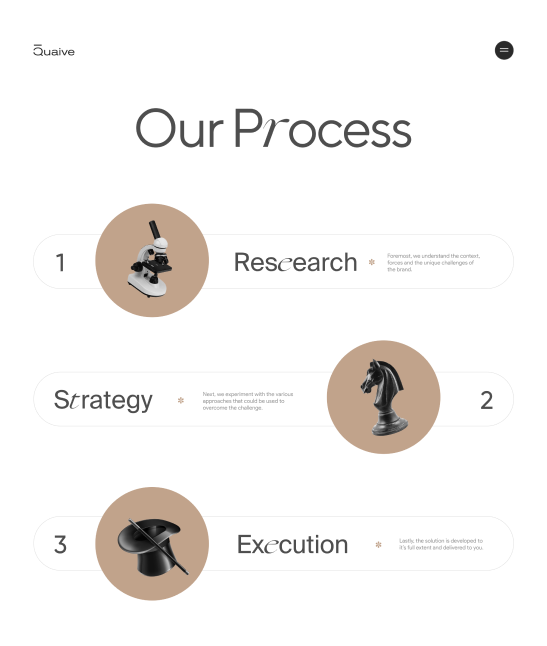 Quaive
Our Process
1
Reseearch
✽
Foremost, we understand the context,
forces and the unique challenges of
the brand.
Strategy
✽
Next, we experiment with the various
approaches that could be used to
overcome the challenge.
2
3
Execution
✽
Lastly, the solution is developed to
it's full extent and delivered to you.